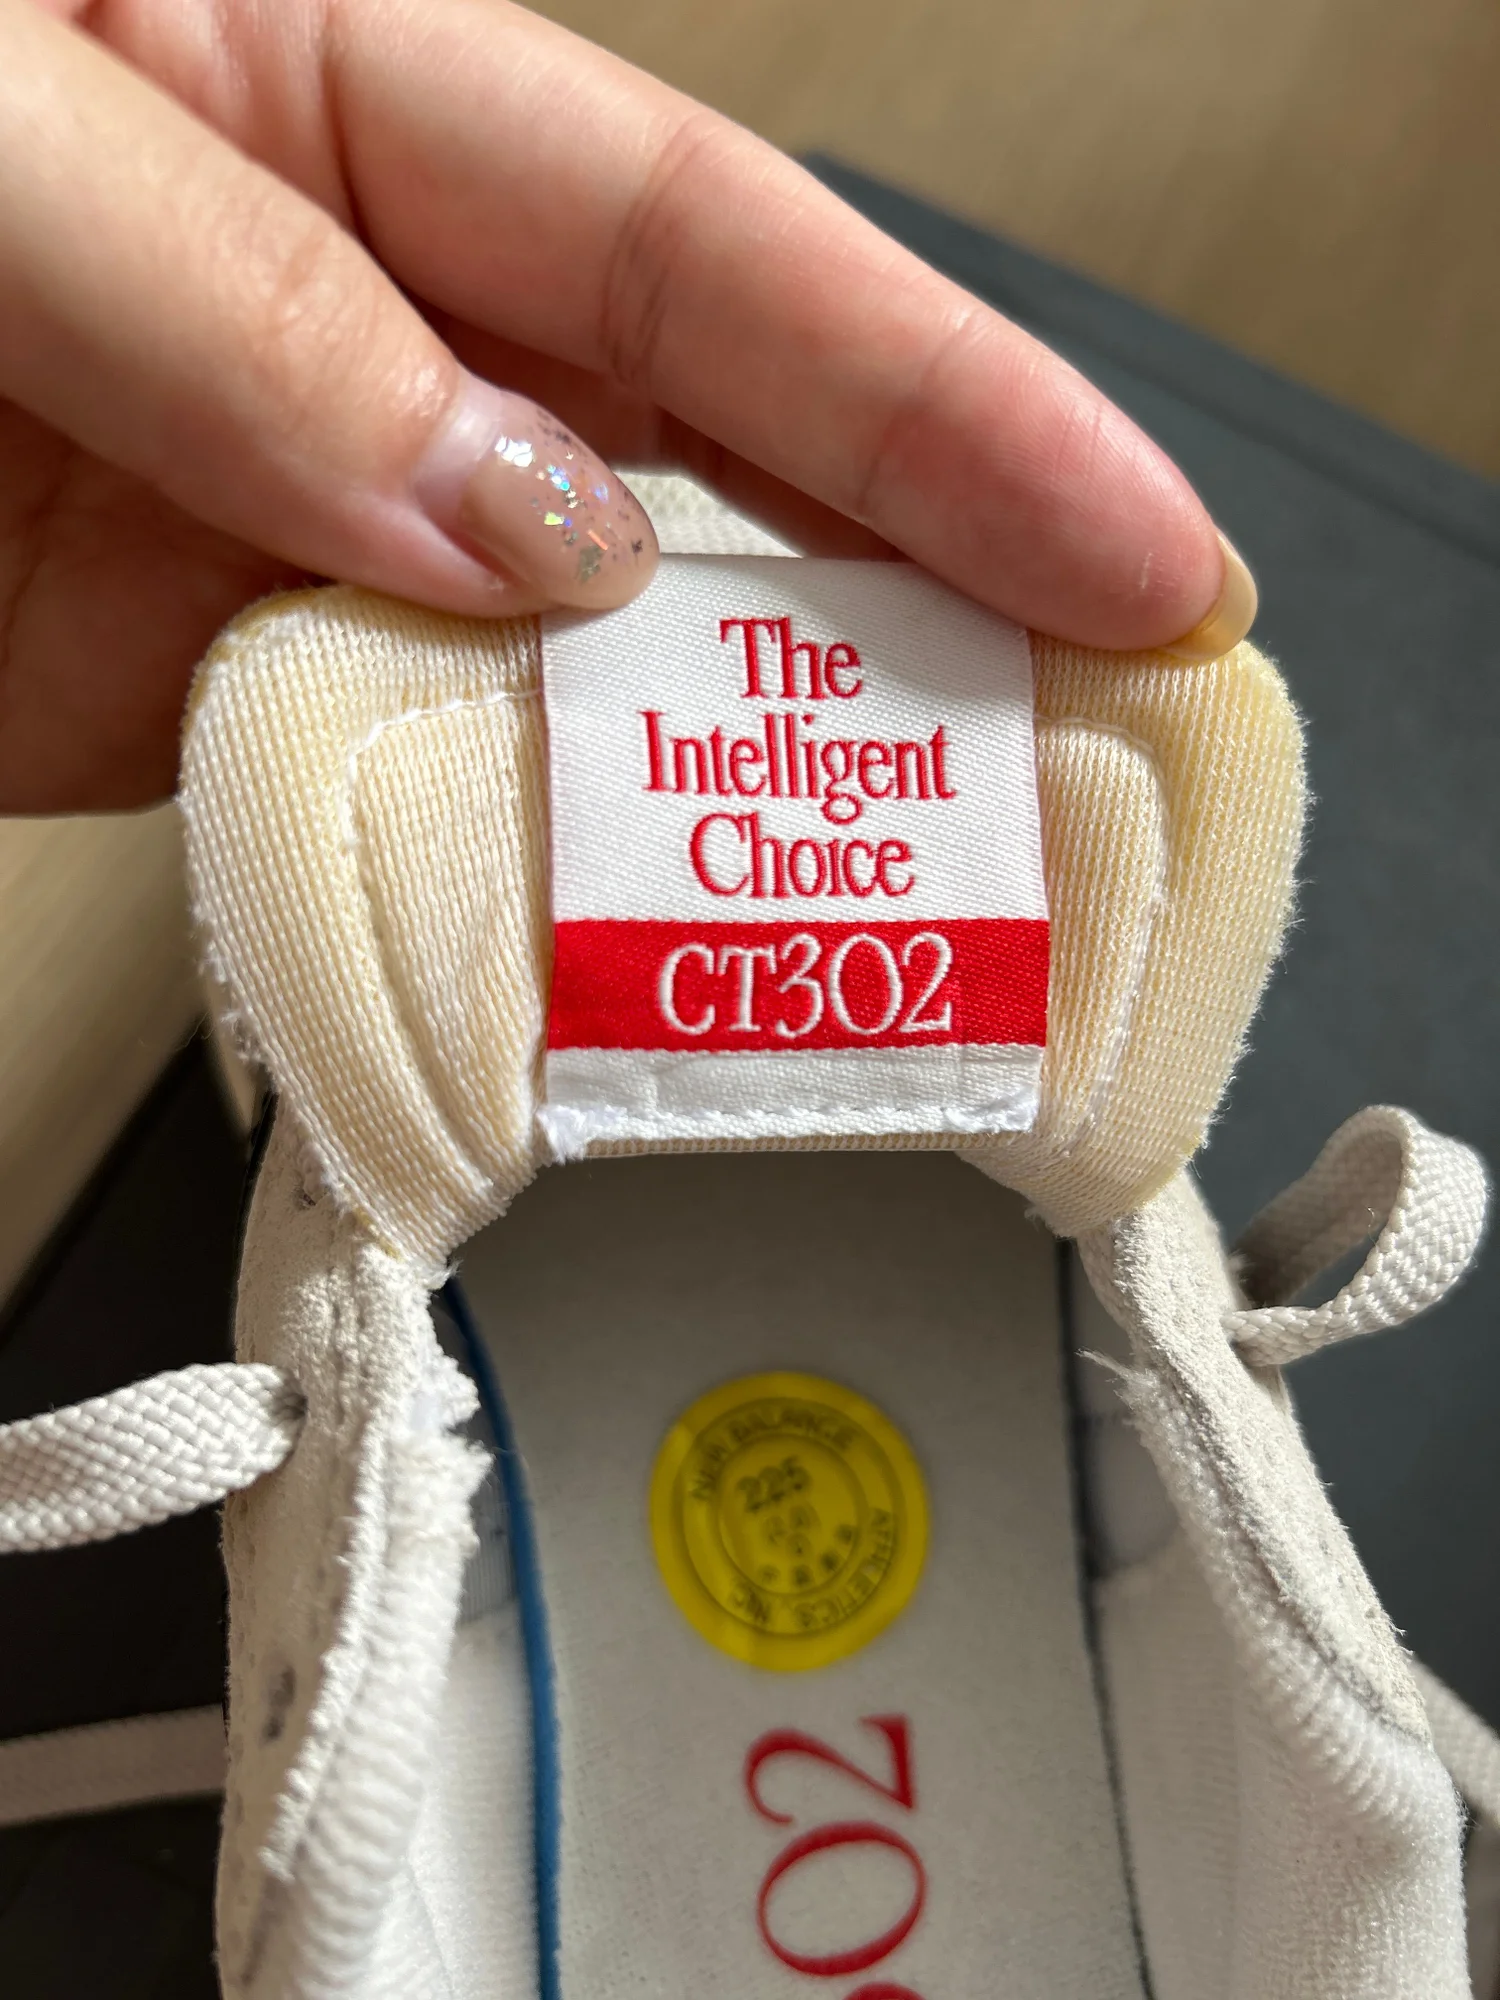 The
Intelligent
Choice
CT302
NEW BALANCE
225
ATHLETICS, INC.
302